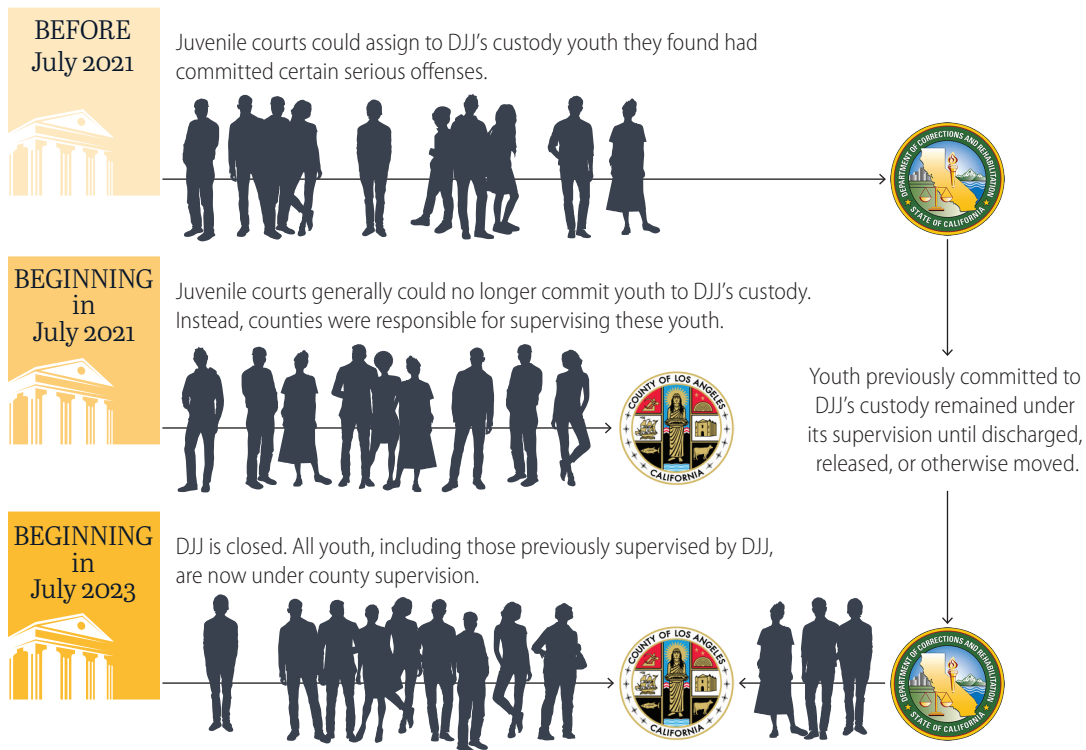 BEFORE
July 2021
Juvenile courts could assign to DJJ’s custody youth they found had
committed certain serious offenses.
DEPARTMENT OF CORRECTIONS AND REHABILITATION
STATE OF CALIFORNIA
BEGINNING
in
July 2021
Juvenile courts generally could no longer commit youth to DJJ’s custody.
Instead, counties were responsible for supervising these youth.
COUNTY OF LOS ANGELES
CALIFORNIA
Youth previously committed to
DJJ’s custody remained under
its supervision until discharged,
released, or otherwise moved.
BEGINNING
in
July 2023
DJJ is closed. All youth, including those previously supervised by DJJ,
are now under county supervision.
COUNTY OF LOS ANGELES
CALIFORNIA
DEPARTMENT OF CORRECTIONS AND REHABILITATION
STATE OF CALIFORNIA